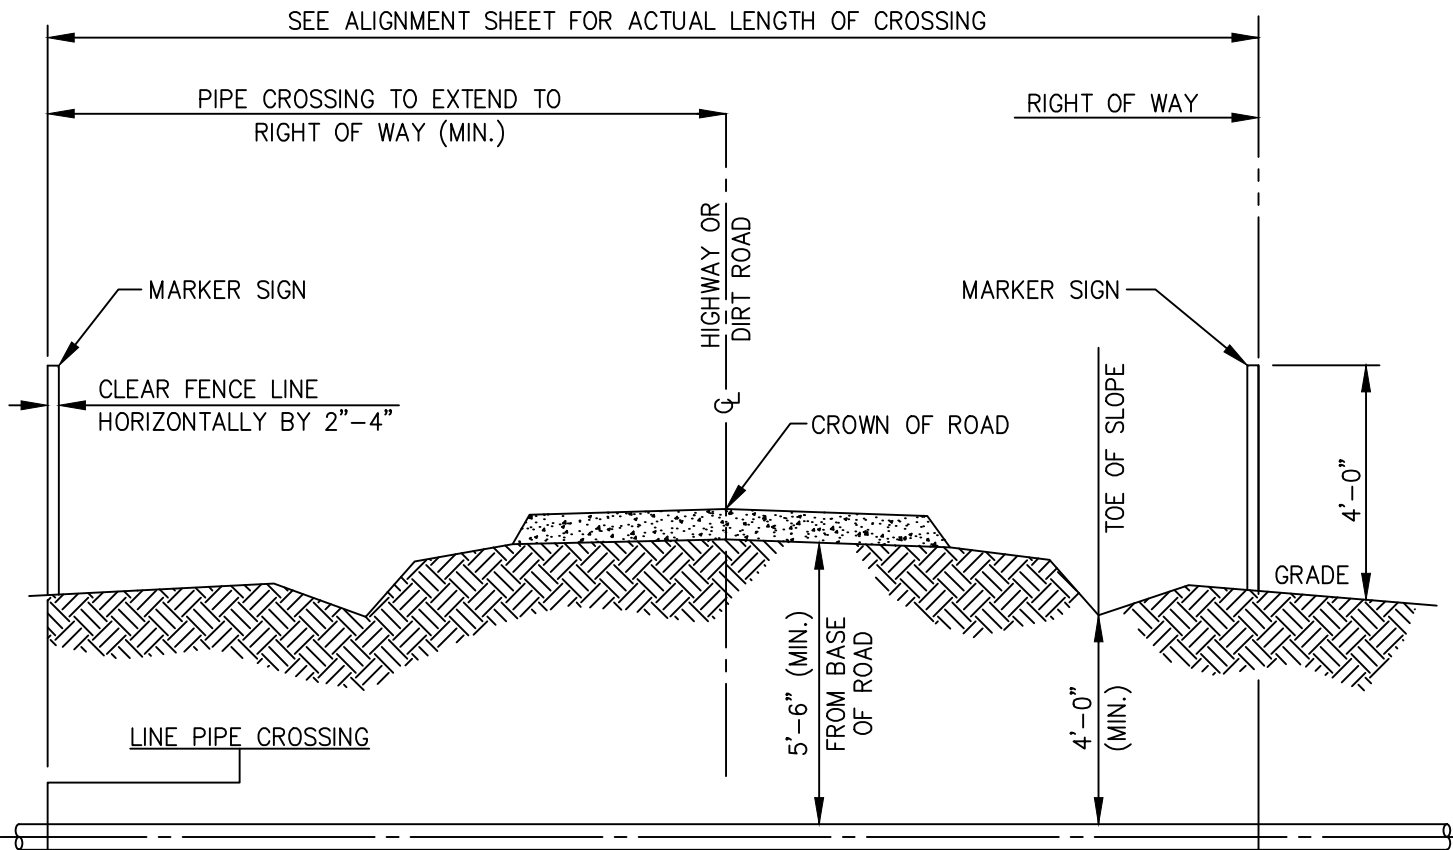 SEE ALIGNMENT SHEET FOR ACTUAL LENGTH OF CROSSING
PIPE CROSSING TO EXTEND TO
RIGHT OF WAY (MIN.)
RIGHT OF WAY
HIGHWAY OR
DIRT ROAD
MARKER SIGN
MARKER SIGN
CLEAR FENCE LINE
HORIZONTALLY BY 2"-4"
CL
CROWN OF ROAD
TOE OF SLOPE
4'-0"
GRADE
5'-6" (MIN.)
FROM BASE
OF ROAD
4'-0"
(MIN.)
LINE PIPE CROSSING